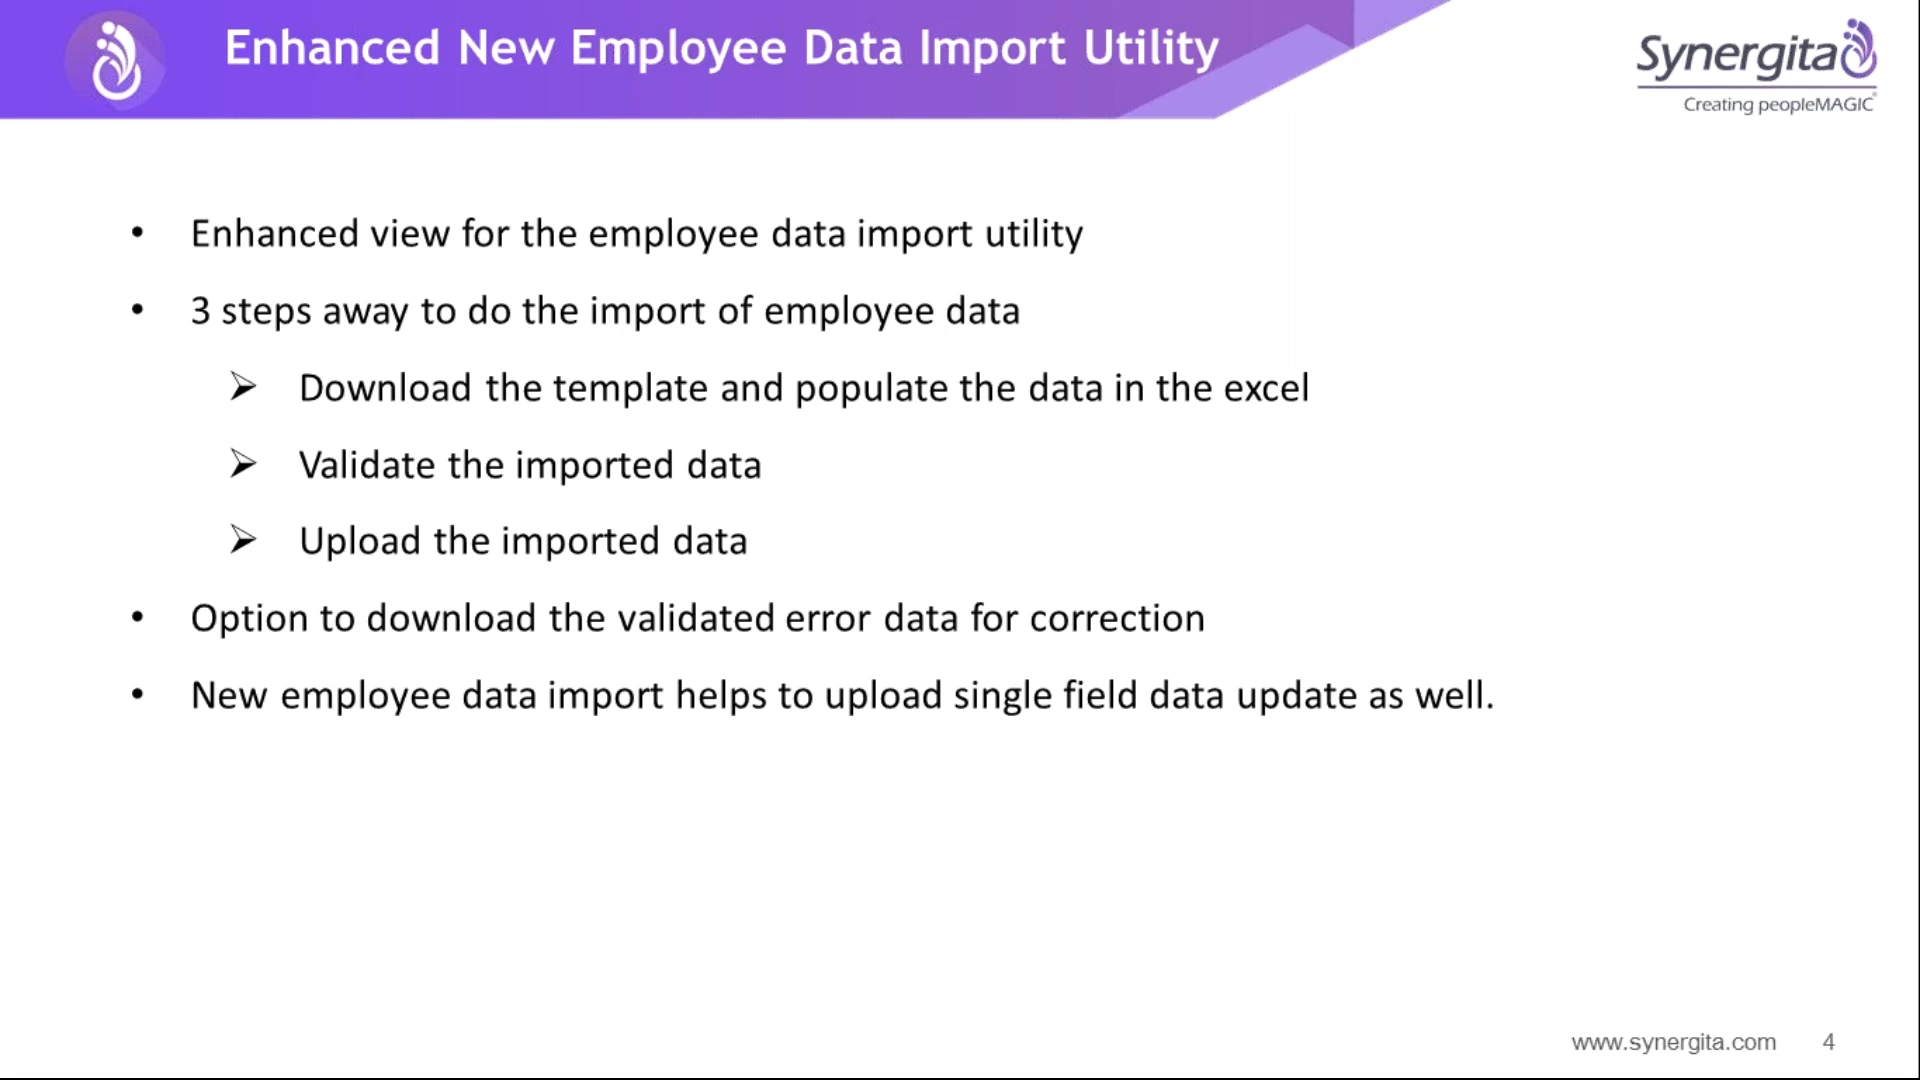 Enhanced New Employee Data Import Utility
Synergita
Creating peopleMAGIC
• Enhanced view for the employee data import utility
• 3 steps away to do the import of employee data
➢ Download the template and populate the data in the excel
➢ Validate the imported data
➢ Upload the imported data
• Option to download the validated error data for correction
• New employee data import helps to upload single field data update as well.
www.synergita.com 4